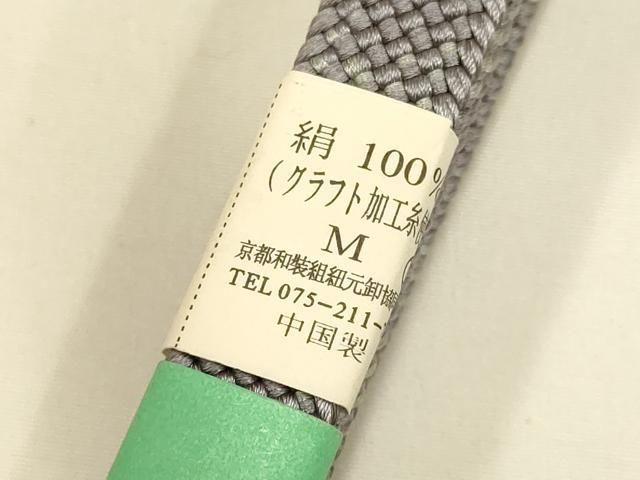 絹 100%
(グラフト加工糸
M (
京都和装組紐元卸協
TEL 075-211-
中国製